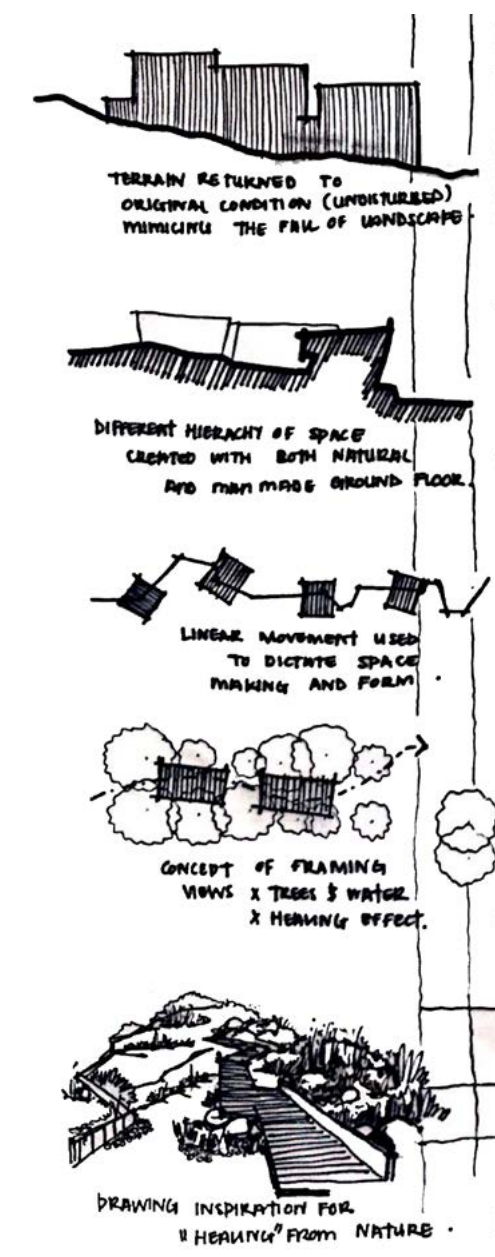 TERRAIN RETURNED TO
ORIGINAL CONDITION (UNDISTURBED)
MIMICING THE FALL OF LANDSCAPE.
DIFFERENT HIERACHY OF SPACE
CREATED WITH BOTH NATURAL
AND MAN MADE GROUND FLOOR.
LINEAR MOVEMENT USED
TO DICTATE SPACE
MAKING AND FORM .
CONCEPT OF FRAMING
VIEWS X TREES & WATER
X HEALING EFFECT.
DRAWING INSPIRATION FOR
"HEALING" FROM NATURE .